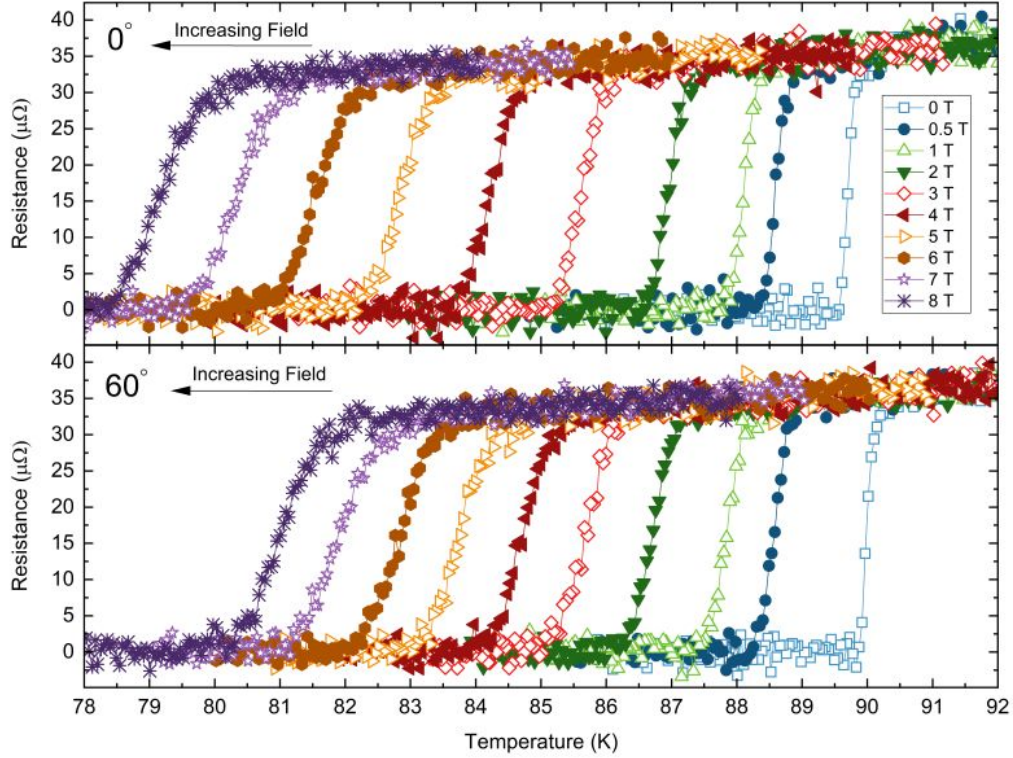 0°
Increasing Field
Resistance (μΩ)
40
35
30
25
20
15
10
5
0
0 T
0.5 T
1 T
2 T
3 T
4 T
5 T
6 T
7 T
8 T
60°
Increasing Field
Resistance (μΩ)
40
35
30
25
20
15
10
5
0
78 79 80 81 82 83 84 85 86 87 88 89 90 91 92
Temperature (K)